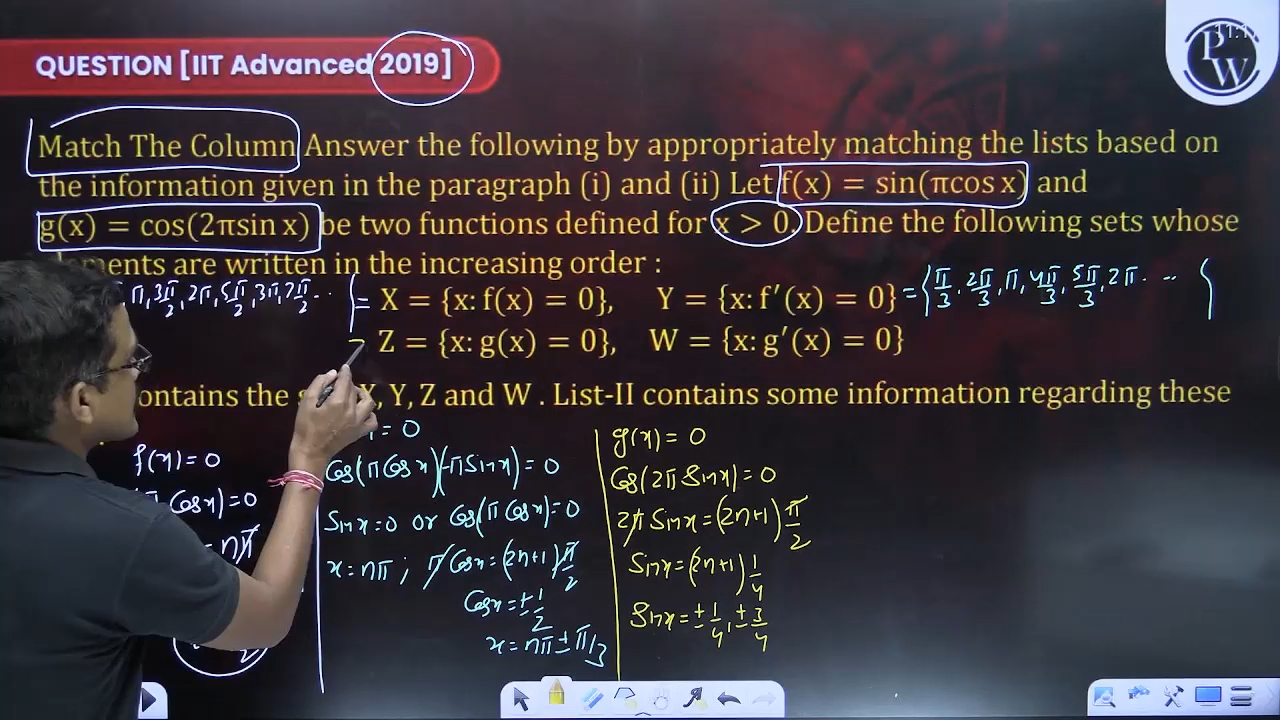 QUESTION [IIT Advanced 2019]
PW
Match The Column Answer the following by appropriately matching the lists based on
the information given in the paragraph (i) and (ii) Let f(x) = sin(πcos x) and
g(x) = cos(2πsin x) be two functions defined for x > 0. Define the following sets whose
elements are written in the increasing order :
π, 3π/2, 2π, 5π/2, 3π, 7π/2 ... } = X = {x: f(x) = 0}, Y = {x: f′(x) = 0} = { π/3, 2π/3, π, 4π/3, 5π/3, 2π ... }
Z = {x: g(x) = 0}, W = {x: g′(x) = 0}
ontains the X, Y, Z and W . List-II contains some information regarding these
f(x) = 0
cos x) = 0
= nπ
= 0
Cos(π Cos x)(-π Sin x) = 0
Sin x = 0 or Cos(π Cos x) = 0
x = nπ ; π Cos x = (2n+1) π/2
Cos x = ± 1/2
x = nπ ± π/3
g(x) = 0
Cos(2π Sin x) = 0
2π Sin x = (2n+1) π/2
Sin x = (2n+1) 1/4
Sin x = ± 1/4, ± 3/4